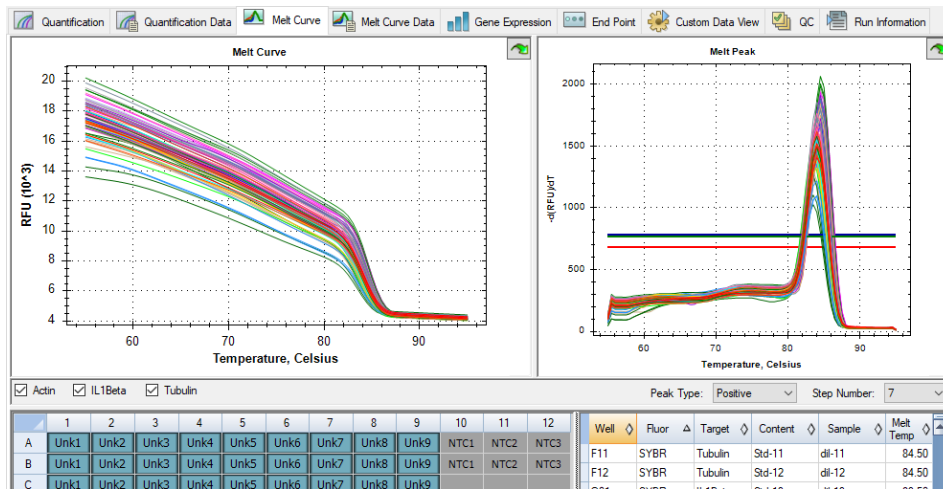 Quantification Quantification Data Melt Curve Melt Curve Data Gene Expression End Point Custom Data View QC Run Information
Melt Curve
20
18
16
14
12
10
8
6
4
RFU (10^3)
60 70 80 90
Temperature, Celsius
Melt Peak
2000
1500
1000
500
0
-d(RFU)/dT
60 70 80 90
Temperature, Celsius
Actin IL1Beta Tubulin
Peak Type: Positive Step Number: 7
1 2 3 4 5 6 7 8 9 10 11 12
A Unk1 Unk2 Unk3 Unk4 Unk5 Unk6 Unk7 Unk8 Unk9 NTC1 NTC2 NTC3
B Unk1 Unk2 Unk3 Unk4 Unk5 Unk6 Unk7 Unk8 Unk9 NTC1 NTC2 NTC3
C Unk1 Unk2 Unk3 Unk4 Unk5 Unk6 Unk7 Unk8 Unk9
Well Fluor Target Content Sample Melt Temp
F11 SYBR Tubulin Std-11 dil-11 84.50
F12 SYBR Tubulin Std-12 dil-12 84.50